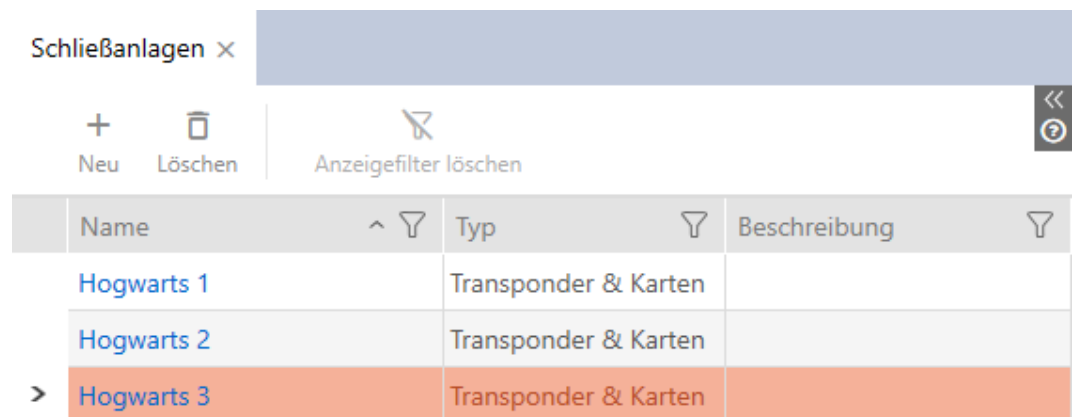 Schließanlagen
Neu Löschen Anzeigefilter löschen
Name Typ Beschreibung
Hogwarts 1 Transponder & Karten
Hogwarts 2 Transponder & Karten
Hogwarts 3 Transponder & Karten